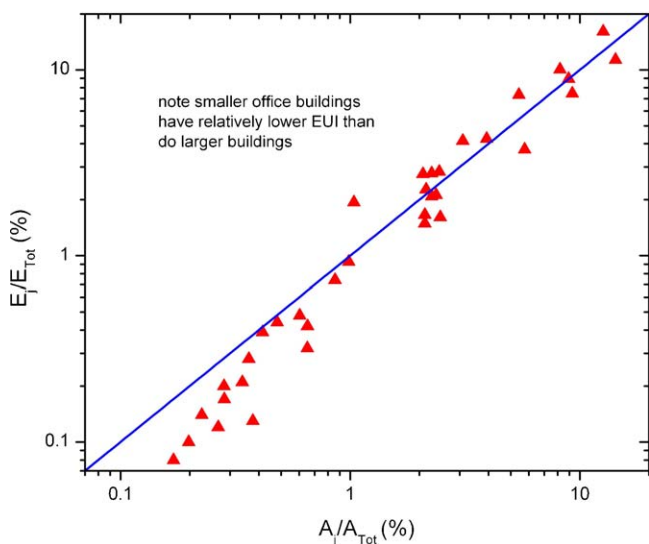 10
1
0.1
E_j/E_Tot (%)
note smaller office buildings
have relatively lower EUI than
do larger buildings
0.1
1
10
A_j/A_Tot (%)